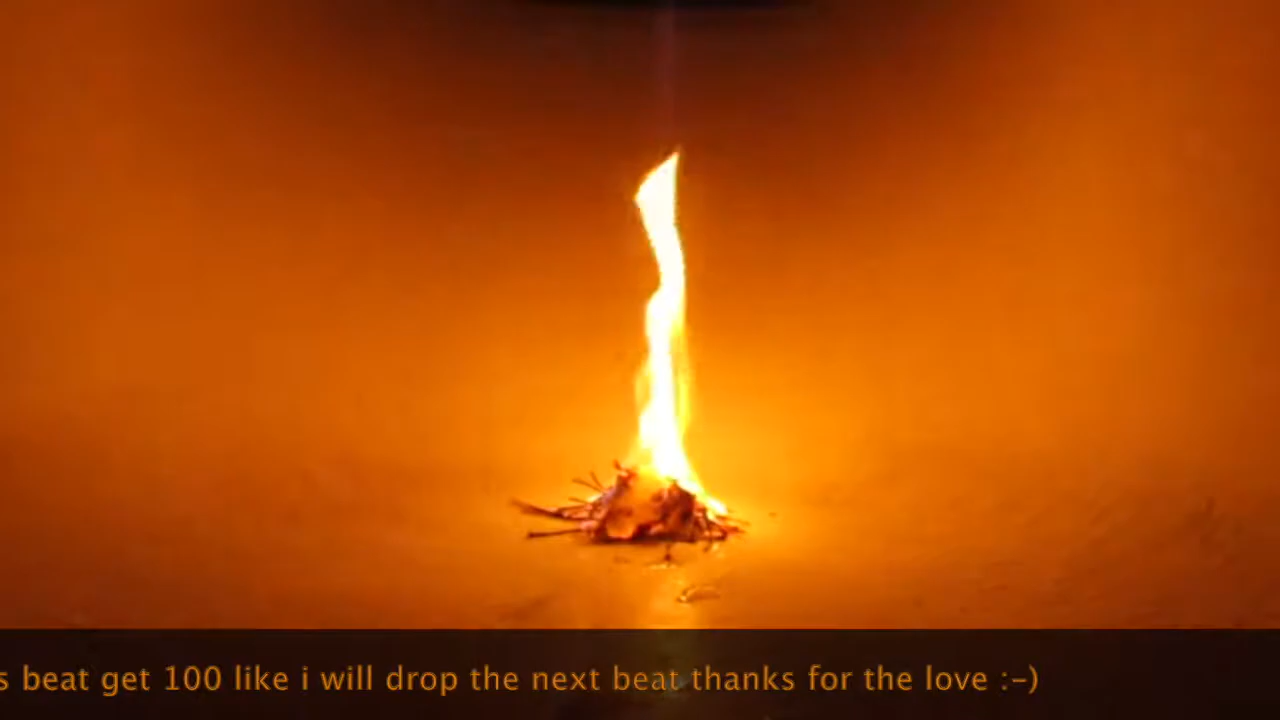 s beat get 100 like i will drop the next beat thanks for the love :-)